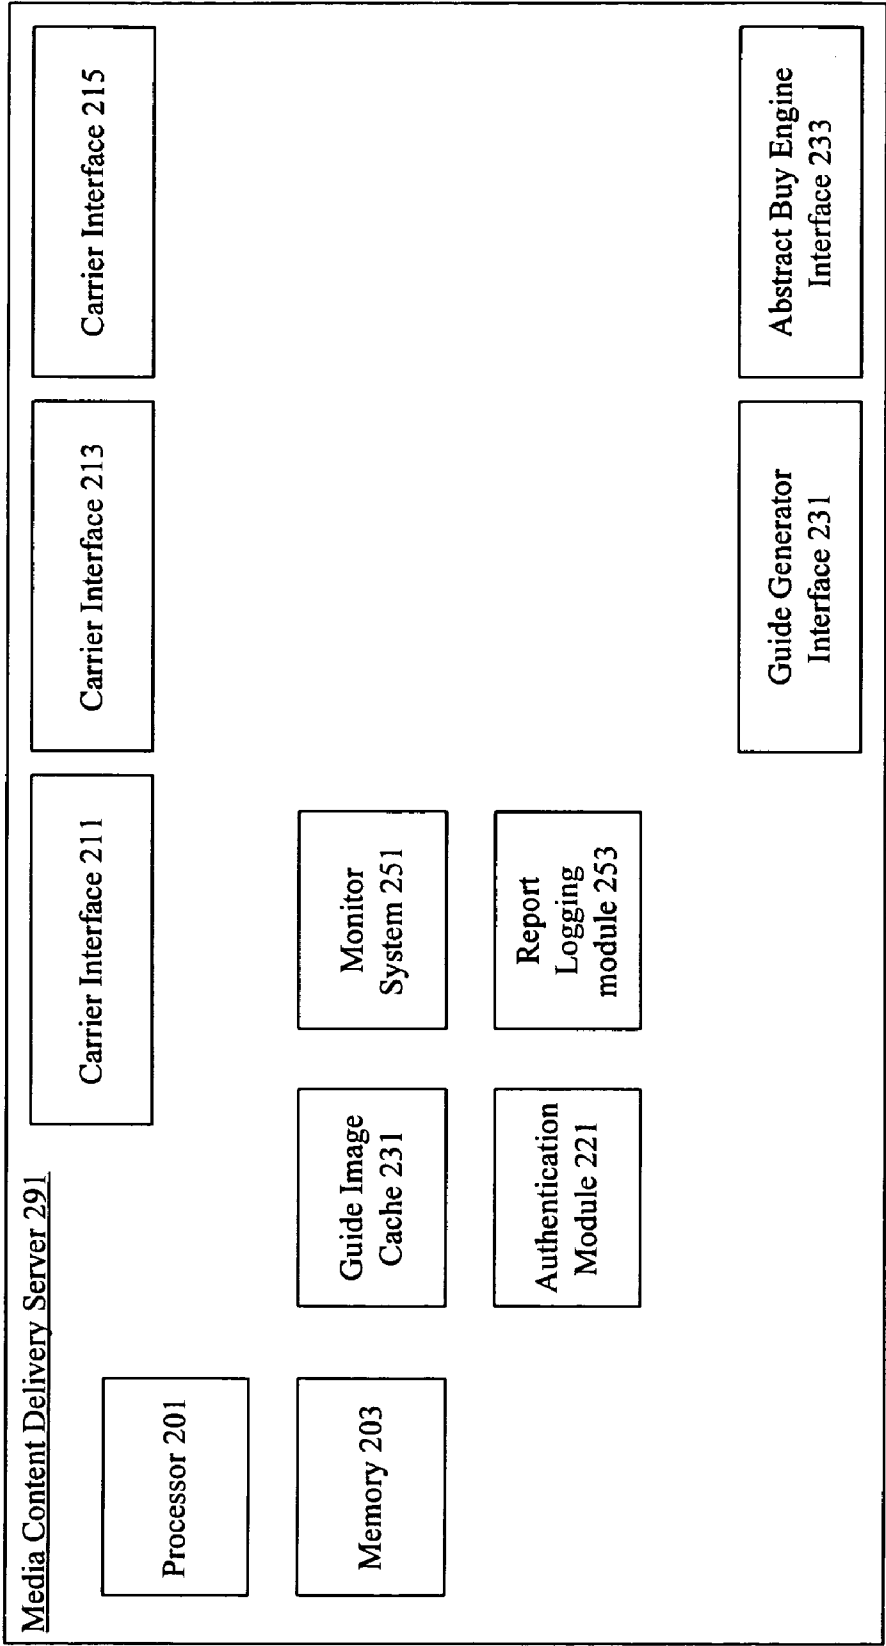 Media Content Delivery Server 291
Carrier Interface 211
Carrier Interface 213
Carrier Interface 215
Processor 201
Memory 203
Guide Image
Cache 231
Monitor
System 251
Authentication
Module 221
Report
Logging
module 253
Guide Generator
Interface 231
Abstract Buy Engine
Interface 233